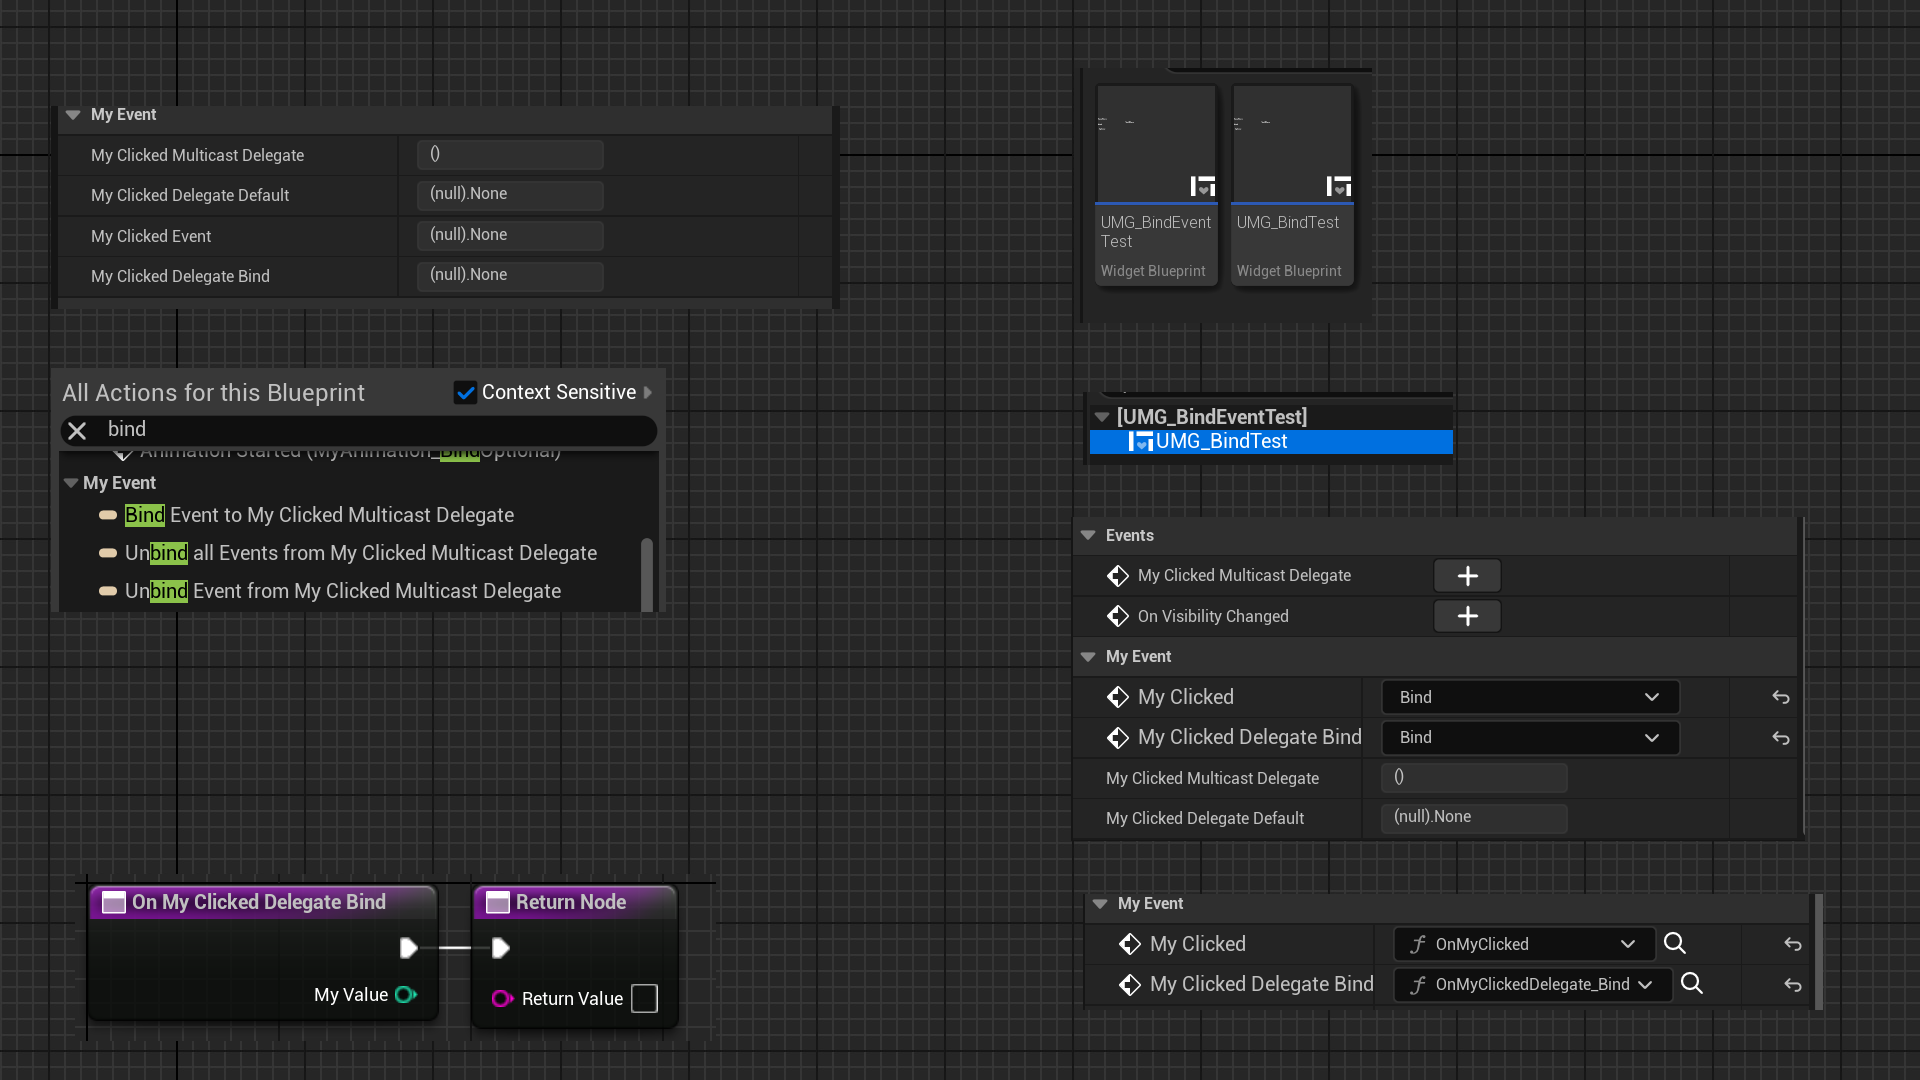 My Event
My Clicked Multicast Delegate ()
My Clicked Delegate Default (null).None
My Clicked Event (null).None
My Clicked Delegate Bind (null).None
All Actions for this Blueprint Context Sensitive
bind
Animation Started (MyAnimation_BindOptional)
My Event
Bind Event to My Clicked Multicast Delegate
Unbind all Events from My Clicked Multicast Delegate
Unbind Event from My Clicked Multicast Delegate
On My Clicked Delegate Bind
My Value
Return Node
Return Value
UMG_BindEvent
Test
Widget Blueprint
UMG_BindTest
Widget Blueprint
[UMG_BindEventTest]
UMG_BindTest
Events
My Clicked Multicast Delegate
On Visibility Changed
My Event
My Clicked Bind
My Clicked Delegate Bind Bind
My Clicked Multicast Delegate ()
My Clicked Delegate Default (null).None
My Event
My Clicked OnMyClicked
My Clicked Delegate Bind OnMyClickedDelegate_Bind